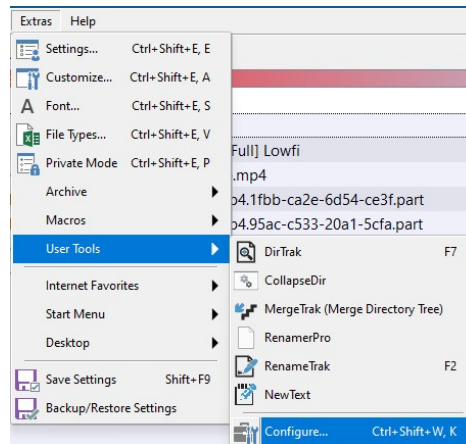 Extras Help
Settings... Ctrl+Shift+E, E
Customize... Ctrl+Shift+E, A
Font... Ctrl+Shift+E, S
File Types... Ctrl+Shift+E, V
Full] Lowfi
Private Mode Ctrl+Shift+E, P
.mp4
Archive
p4.1fbb-ca2e-6d54-ce3f.part
Macros
p4.95ac-c533-20a1-5cfa.part
User Tools
DirTrak F7
CollapseDir
Internet Favorites
MergeTrak (Merge Directory Tree)
Start Menu
RenamerPro
Desktop
RenameTrak F2
Save Settings Shift+F9
NewText
Backup/Restore Settings
Configure... Ctrl+Shift+W, K